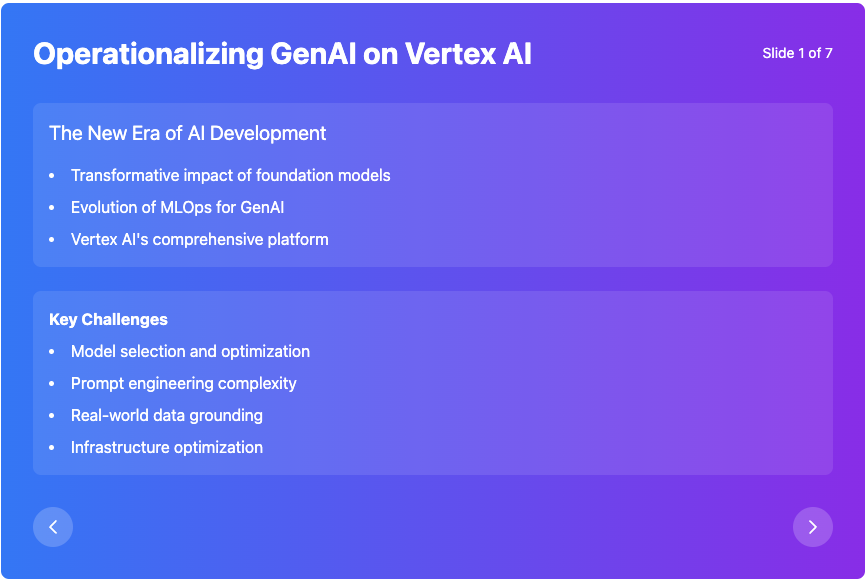 Operationalizing GenAI on Vertex AI
Slide 1 of 7
The New Era of AI Development
• Transformative impact of foundation models
• Evolution of MLOps for GenAI
• Vertex AI's comprehensive platform
Key Challenges
• Model selection and optimization
• Prompt engineering complexity
• Real-world data grounding
• Infrastructure optimization